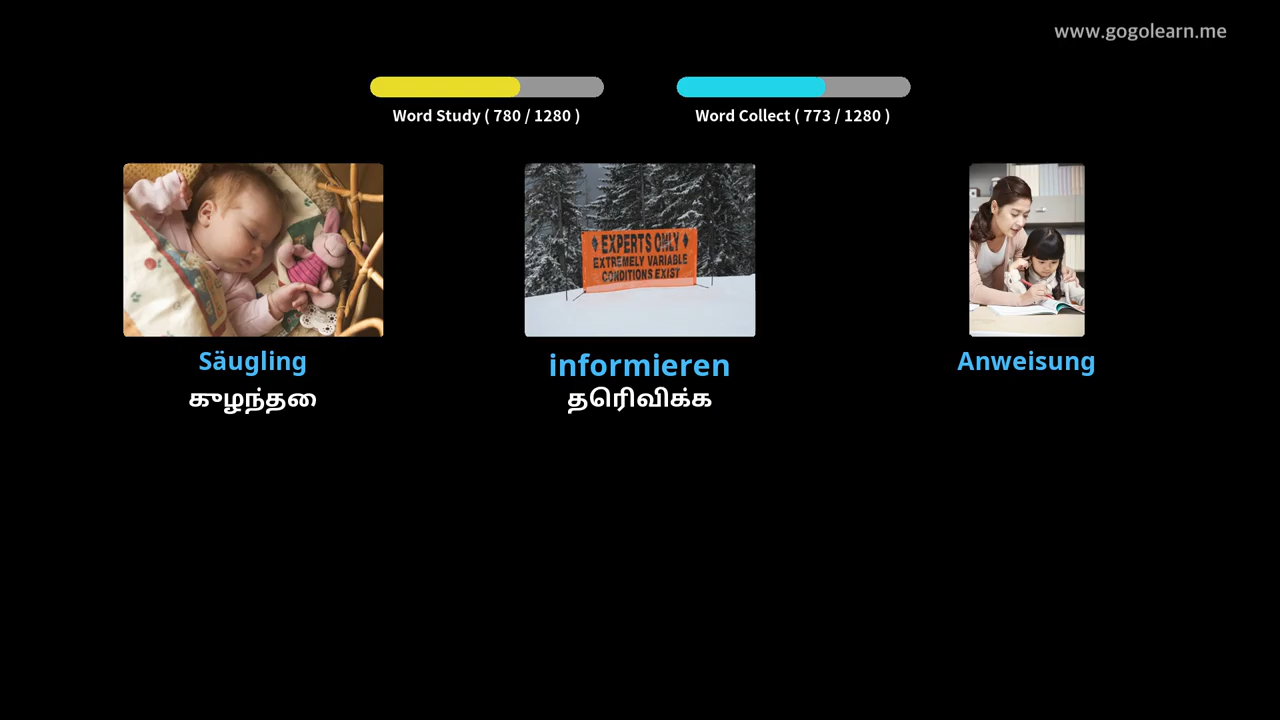 www.gogolearn.me
Word Study ( 780 / 1280 )
Word Collect ( 773 / 1280 )
EXPERTS ONLY
EXTREMELY VARIABLE
CONDITIONS EXIST
Säugling
informieren
Anweisung
குழந்தை
தெரிவிக்க